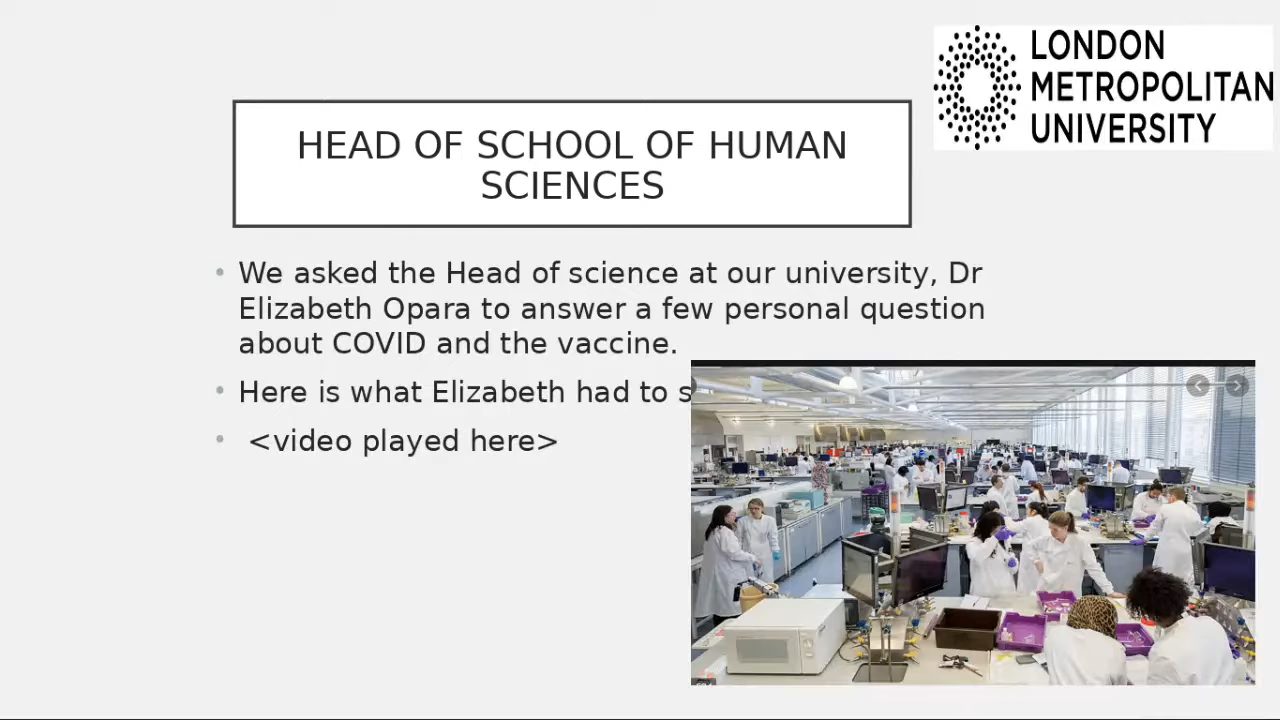 LONDON
METROPOLITAN
UNIVERSITY
HEAD OF SCHOOL OF HUMAN
SCIENCES
• We asked the Head of science at our university, Dr
Elizabeth Opara to answer a few personal question
about COVID and the vaccine.
• Here is what Elizabeth had to s
• <video played here>